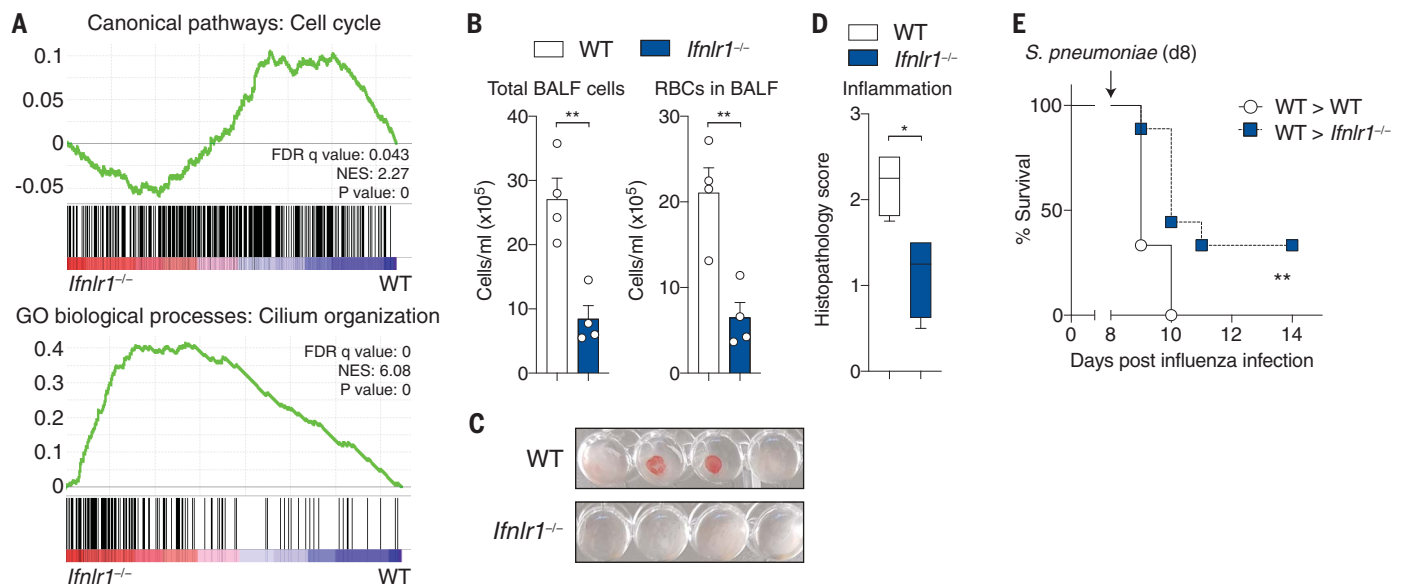 A
Canonical pathways: Cell cycle
0.1
0.05
0
-0.05
FDR q value: 0.043
NES: 2.27
P value: 0
Ifnlr1–/–
WT
GO biological processes: Cilium organization
0.4
0.3
0.2
0.1
0
FDR q value: 0
NES: 6.08
P value: 0
Ifnlr1–/–
WT
B
WT
Ifnlr1–/–
Total BALF cells
Cells/ml (x10⁵)
40
30
20
10
0
**
RBCs in BALF
Cells/ml (x10⁵)
30
20
10
0
**
C
WT
Ifnlr1–/–
D
WT
Ifnlr1–/–
Inflammation
Histopathology score
3
2
1
0
*
E
S. pneumoniae (d8)
% Survival
100
50
0
WT > WT
WT > Ifnlr1–/–
**
0 8 10 12 14
Days post influenza infection